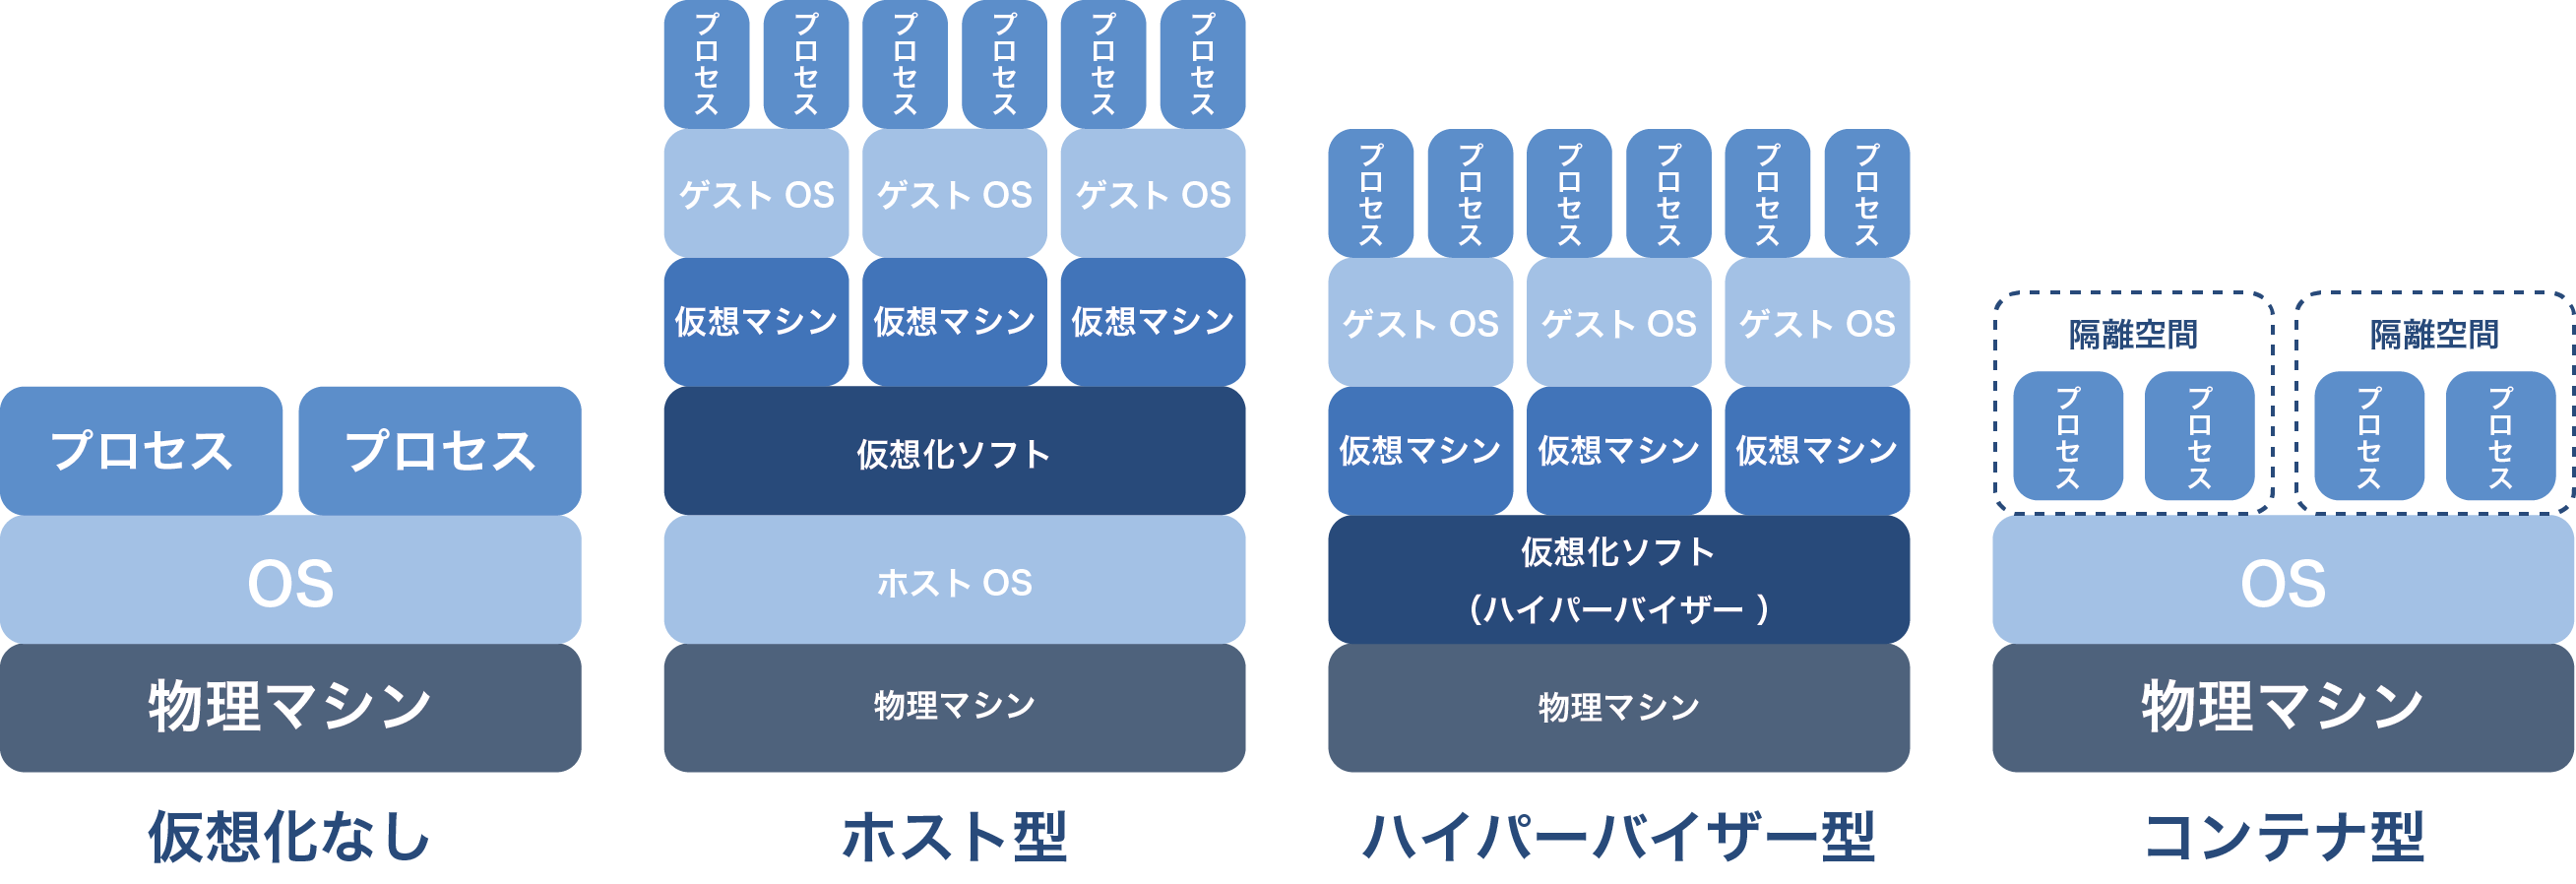 プロセス
プロセス
OS
物理マシン
仮想化なし
プロセス
プロセス
プロセス
プロセス
プロセス
プロセス
ゲスト OS
ゲスト OS
ゲスト OS
仮想マシン
仮想マシン
仮想マシン
仮想化ソフト
ホスト OS
物理マシン
ホスト型
プロセス
プロセス
プロセス
プロセス
プロセス
プロセス
ゲスト OS
ゲスト OS
ゲスト OS
仮想マシン
仮想マシン
仮想マシン
仮想化ソフト
（ハイパーバイザー ）
物理マシン
ハイパーバイザー型
隔離空間
プロセス
プロセス
隔離空間
プロセス
プロセス
OS
物理マシン
コンテナ型